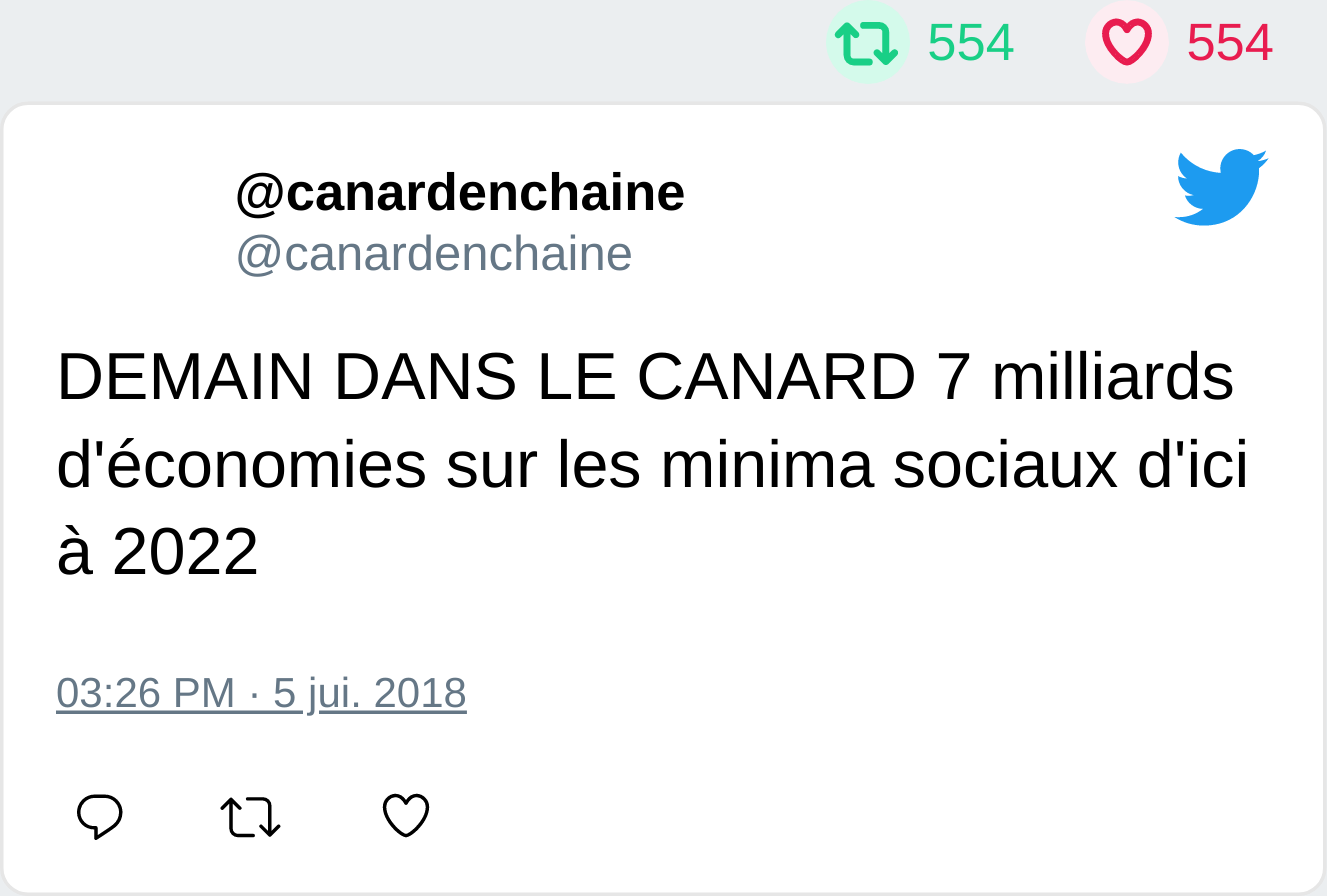 554 554
@canardenchaine
@canardenchaine
DEMAIN DANS LE CANARD 7 milliards
d'économies sur les minima sociaux d'ici
à 2022
03:26 PM · 5 jui. 2018